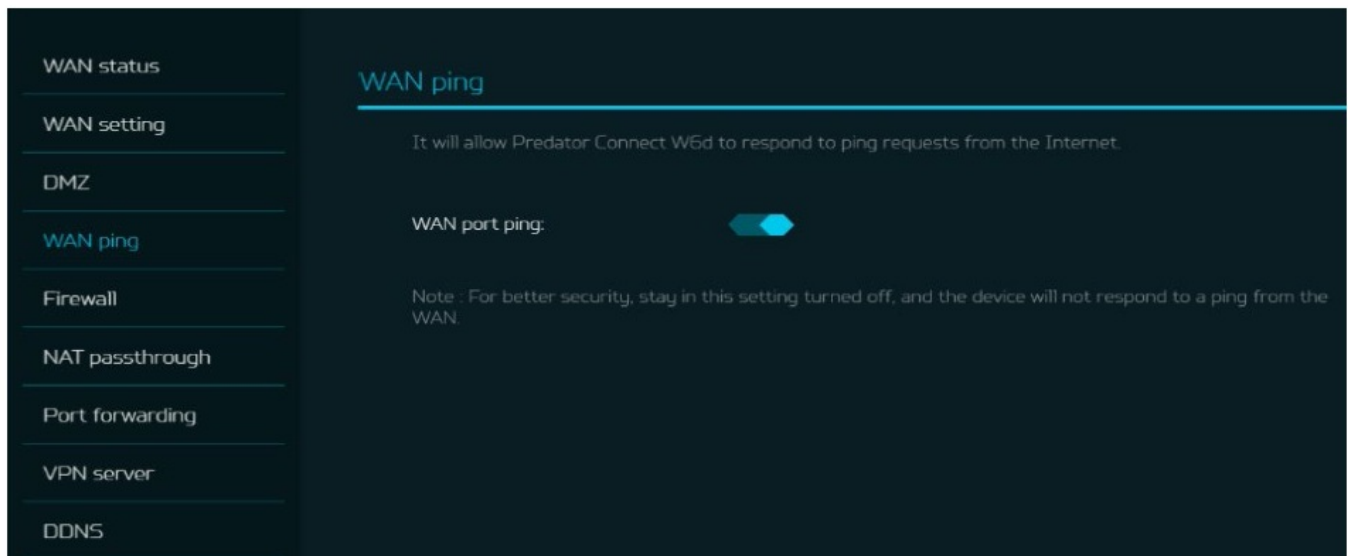 WAN status
WAN setting
DMZ
WAN ping
Firewall
NAT passthrough
Port forwarding
VPN server
DDNS
WAN ping
It will allow Predator Connect W6d to respond to ping requests from the Internet.
WAN port ping:
Note : For better security, stay in this setting turned off, and the device will not respond to a ping from the
WAN.